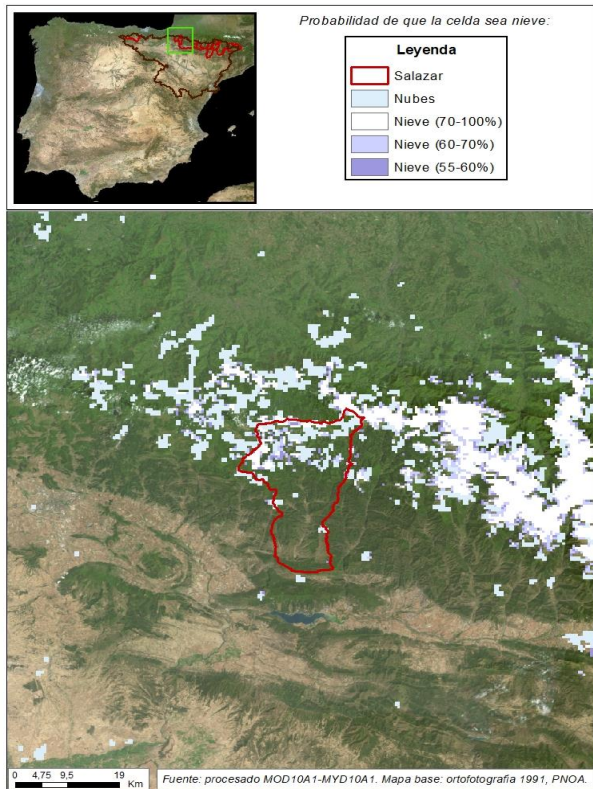 Probabilidad de que la celda sea nieve:
Leyenda
Salazar
Nubes
Nieve (70-100%)
Nieve (60-70%)
Nieve (55-60%)
0 4,75 9,5 19
Km
Fuente: procesado MOD10A1-MYD10A1. Mapa base: ortofotografia 1991, PNOA.